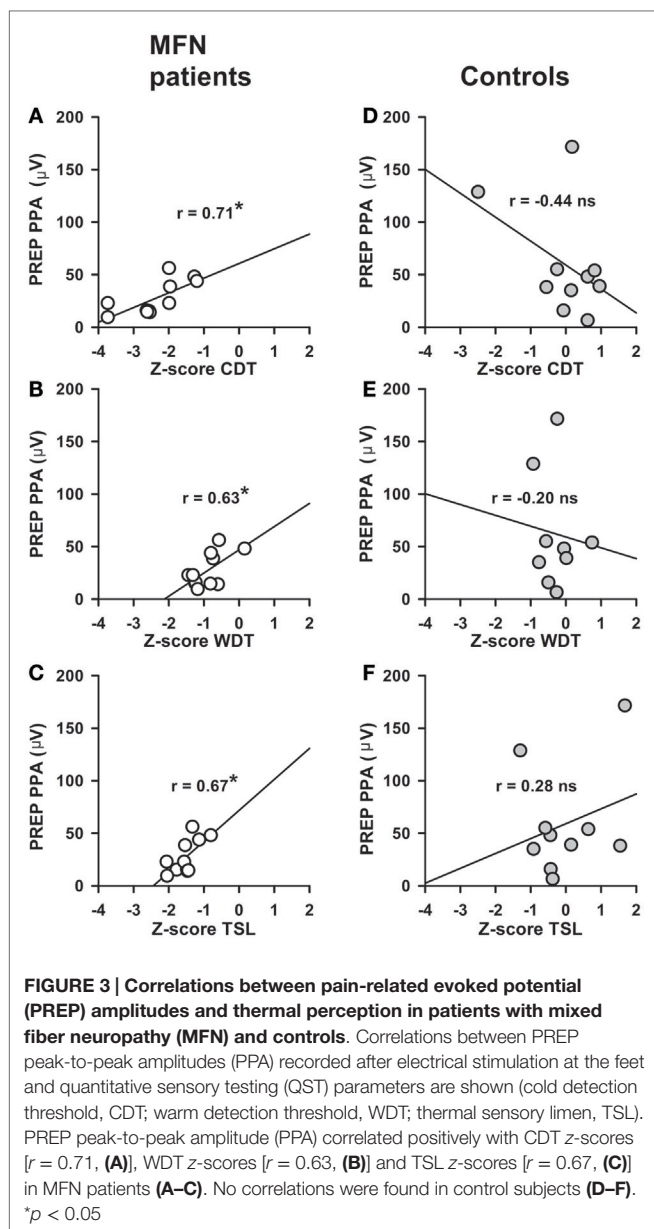 MFN
patients
Controls
A
200
150
100
50
0
PREP PPA (µV)
r = 0.71*
-4 -3 -2 -1 0 1 2
Z-score CDT
D
200
150
100
50
0
PREP PPA (µV)
r = -0.44 ns
-4 -3 -2 -1 0 1 2
Z-score CDT
B
200
150
100
50
0
PREP PPA (µV)
r = 0.63*
-4 -3 -2 -1 0 1 2
Z-score WDT
E
200
150
100
50
0
PREP PPA (µV)
r = -0.20 ns
-4 -3 -2 -1 0 1 2
Z-score WDT
C
200
150
100
50
0
PREP PPA (µV)
r = 0.67*
-4 -3 -2 -1 0 1 2
Z-score TSL
F
200
150
100
50
0
PREP PPA (µV)
r = 0.28 ns
-4 -3 -2 -1 0 1 2
Z-score TSL
FIGURE 3 | Correlations between pain-related evoked potential
(PREP) amplitudes and thermal perception in patients with mixed
fiber neuropathy (MFN) and controls. Correlations between PREP
peak-to-peak amplitudes (PPA) recorded after electrical stimulation at the feet
and quantitative sensory testing (QST) parameters are shown (cold detection
threshold, CDT; warm detection threshold, WDT; thermal sensory limen, TSL).
PREP peak-to-peak amplitude (PPA) correlated positively with CDT z-scores
[r = 0.71, (A)], WDT z-scores [r = 0.63, (B)] and TSL z-scores [r = 0.67, (C)]
in MFN patients (A–C). No correlations were found in control subjects (D–F).
*p < 0.05